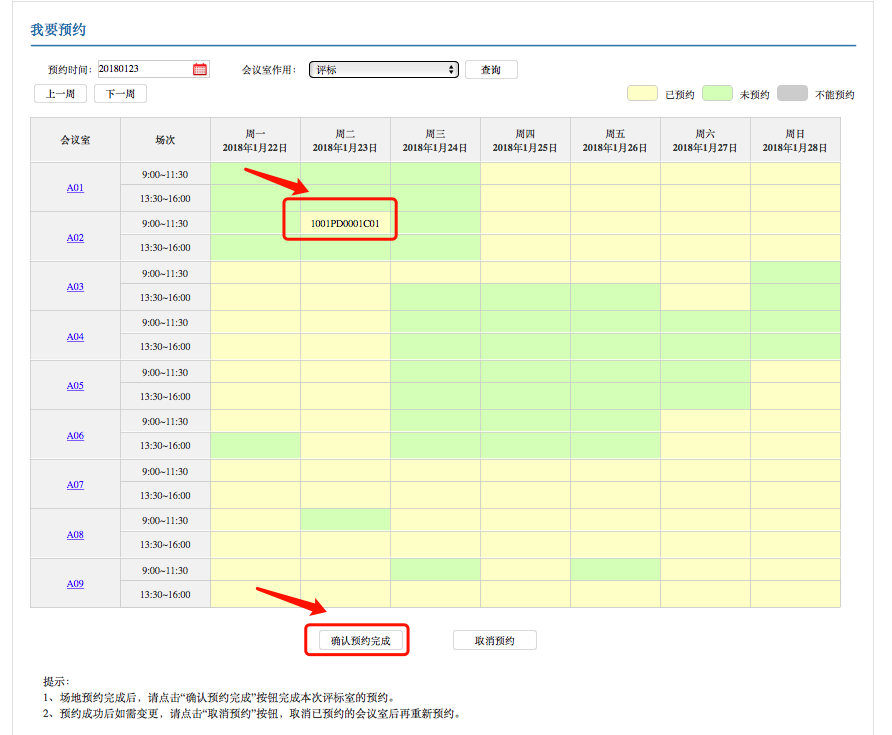 我要预约
预约时间： 20180123 会议室作用： 评标 查询
上一周 下一周 已预约 未预约 不能预约
会议室 场次 周一 周二 周三 周四 周五 周六 周日
2018年1月22日 2018年1月23日 2018年1月24日 2018年1月25日 2018年1月26日 2018年1月27日 2018年1月28日
A01 9:00~11:30
13:30~16:00
A02 9:00~11:30 1001PD0001C01
13:30~16:00
A03 9:00~11:30
13:30~16:00
A04 9:00~11:30
13:30~16:00
A05 9:00~11:30
13:30~16:00
A06 9:00~11:30
13:30~16:00
A07 9:00~11:30
13:30~16:00
A08 9:00~11:30
13:30~16:00
A09 9:00~11:30
13:30~16:00
确认预约完成 取消预约
提示：
1、场地预约完成后，请点击“确认预约完成”按钮完成本次评标室的预约。
2、预约成功后如需变更，请点击“取消预约”按钮，取消已预约的会议室后再重新预约。